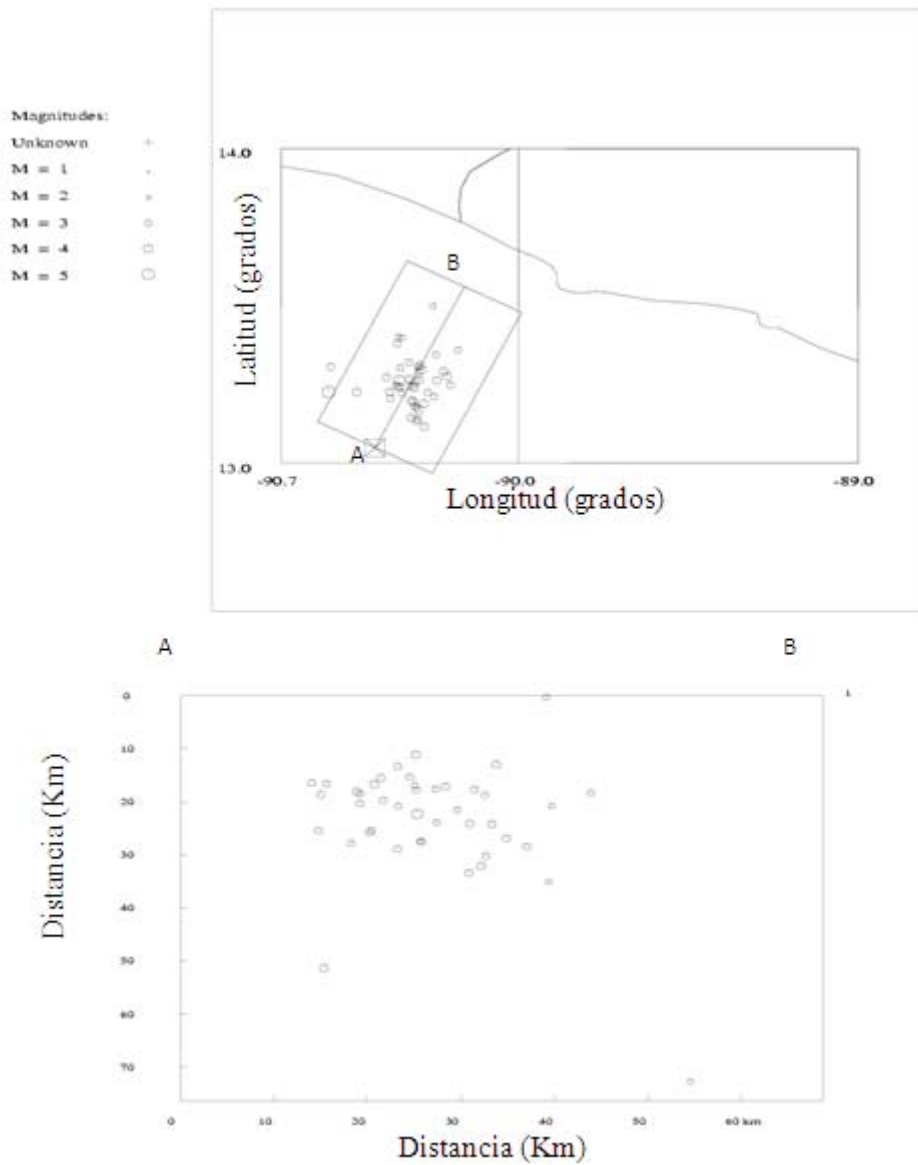 Magnitudes:
Unknown
M = 1
M = 2
M = 3
M = 4
M = 5
14.0
Latitud (grados)
B
A
13.0
-90.7
-90.0
-89.0
Longitud (grados)
A
B
0
1
10
20
30
40
50
60
70
Distancia (Km)
0
10
20
30
40
50
60 km
Distancia (Km)